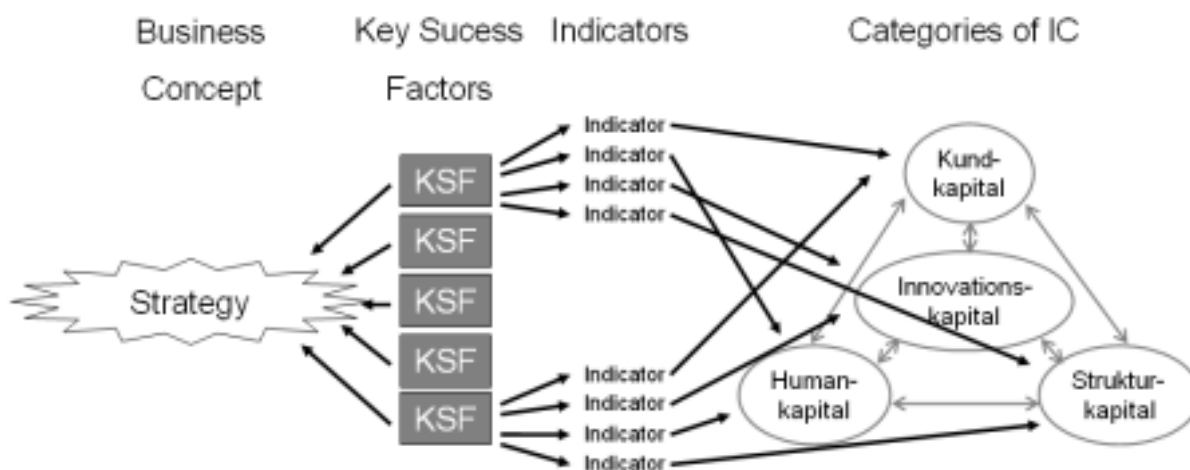 Business
Concept
Key Sucess
Factors
Indicators
Categories of IC
Strategy
KSF
KSF
KSF
KSF
KSF
Indicator
Indicator
Indicator
Indicator
Indicator
Indicator
Indicator
Indicator
Kund-
kapital
Innovations-
kapital
Human-
kapital
Struktur-
kapital